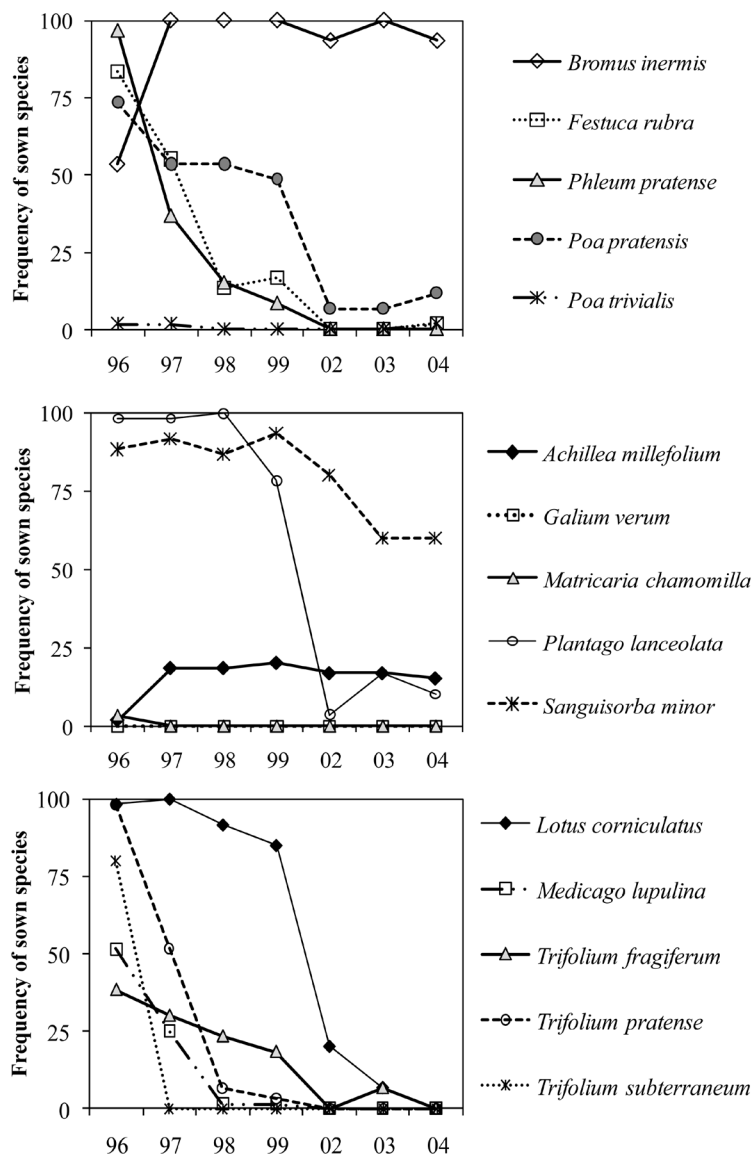 Frequency of sown species
100
75
50
25
0
96 97 98 99 02 03 04
Bromus inermis
Festuca rubra
Phleum pratense
Poa pratensis
Poa trivialis
Frequency of sown species
100
75
50
25
0
96 97 98 99 02 03 04
Achillea millefolium
Galium verum
Matricaria chamomilla
Plantago lanceolata
Sanguisorba minor
Frequency of sown species
100
75
50
25
0
96 97 98 99 02 03 04
Lotus corniculatus
Medicago lupulina
Trifolium fragiferum
Trifolium pratense
Trifolium subterraneum